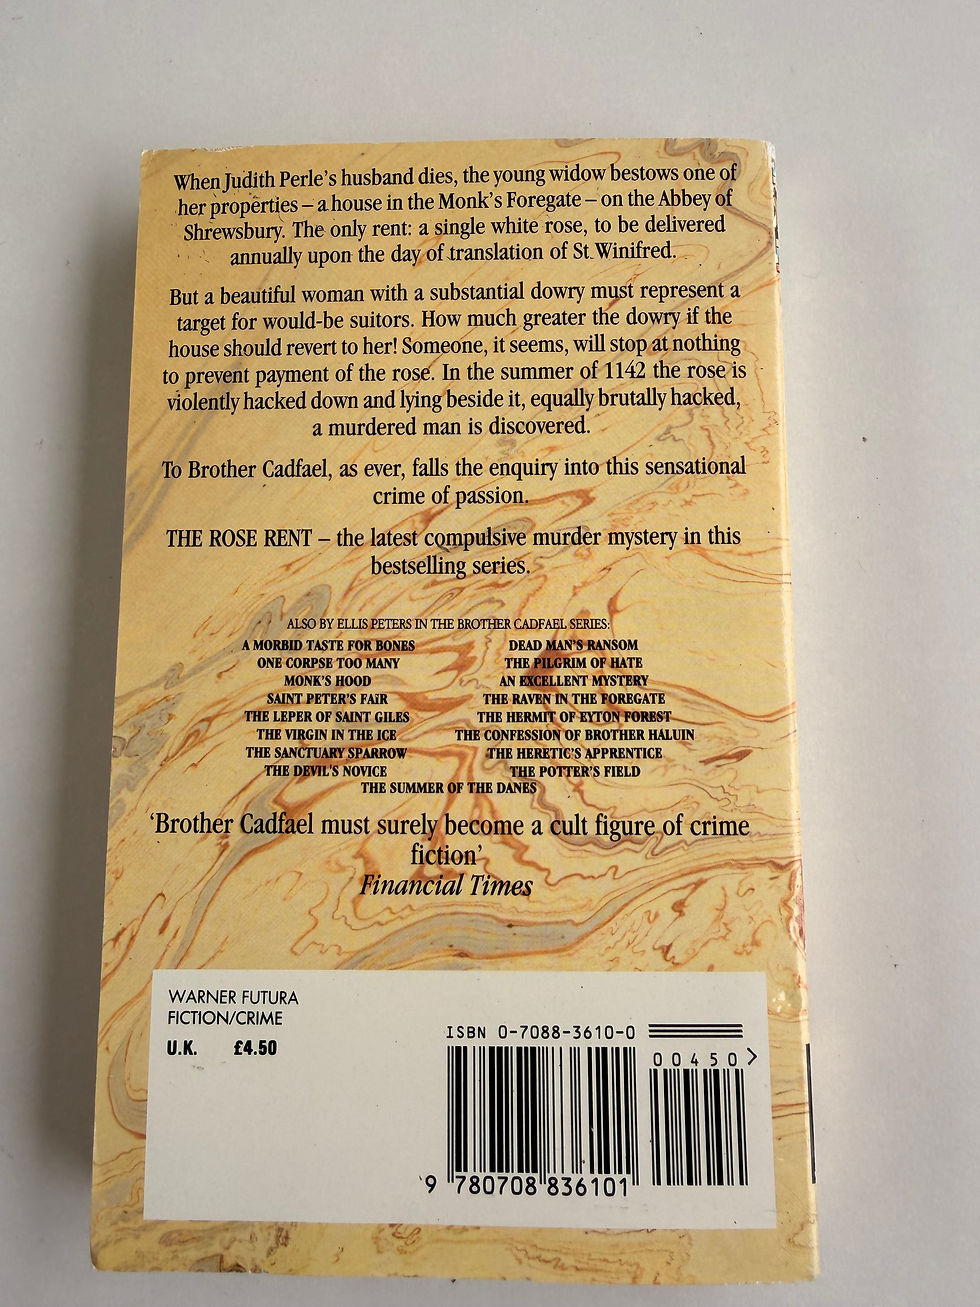 When Judith Perle's husband dies, the young widow bestows one of
her properties – a house in the Monk's Foregate – on the Abbey of
Shrewsbury. The only rent: a single white rose, to be delivered
annually upon the day of translation of St. Winifred.
But a beautiful woman with a substantial dowry must represent a
target for would-be suitors. How much greater the dowry if the
house should revert to her! Someone, it seems, will stop at nothing
to prevent payment of the rose. In the summer of 1142 the rose is
violently hacked down and lying beside it, equally brutally hacked,
a murdered man is discovered.
To Brother Cadfael, as ever, falls the enquiry into this sensational
crime of passion.
THE ROSE RENT – the latest compulsive murder mystery in this
bestselling series.
ALSO BY ELLIS PETERS IN THE BROTHER CADFAEL SERIES:
A MORBID TASTE FOR BONES
ONE CORPSE TOO MANY
MONK'S HOOD
SAINT PETER'S FAiR
THE LEPER OF SAINT GILES
THE VIRGIN IN THE ICE
THE SANCTUARY SPARROW
THE DEVIL'S NOVICE
DEAD MAN'S RANSOM
THE PILGRIM OF HATE
AN EXCELLENT MYSTERY
THE RAVEN IN THE FOREGATE
THE HERMIT OF EYTON FOREST
THE CONFESSION OF BROTHER HALUIN
THE HERETIC'S APPRENTICE
THE POTTER'S FIELD
THE SUMMER OF THE DANES
'Brother Cadfael must surely become a cult figure of crime
fiction'
Financial Times
WARNER FUTURA
FICTION/CRIME
U.K. £4.50
ISBN 0-7088-3610-0
00450>
9 780708 836101